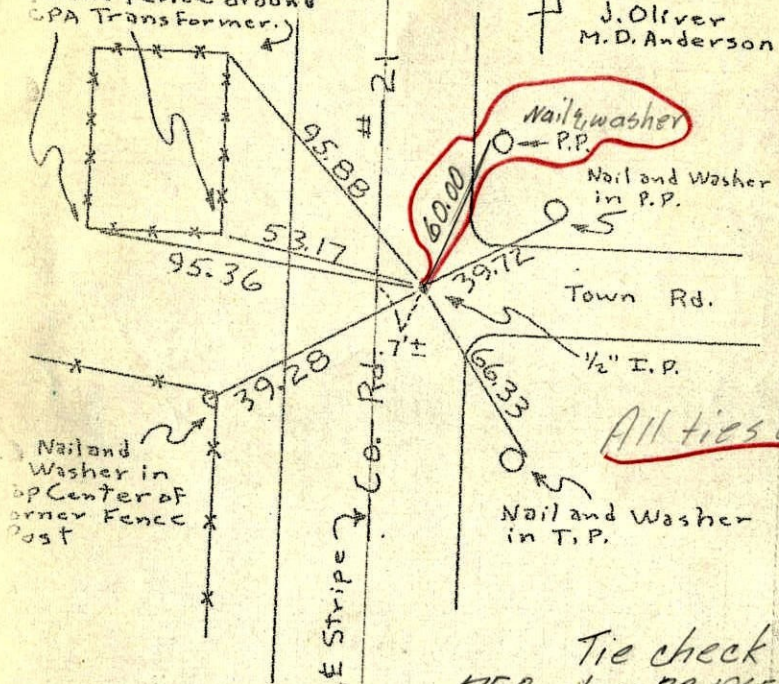 CPA Transformer.
J. Oliver
M.D. Anderson
# 21
Nail & washer
P.P.
95.88
60.00
Nail and Washer
in P.P.
53.17
95.36
39.72
Town Rd.
7'±
½" I.P.
39.28
Co. Rd.
66.33
All ties
Nail and
Washer in
Center of
Fence
Nail and Washer
in T.P.
Stripe
Tie check